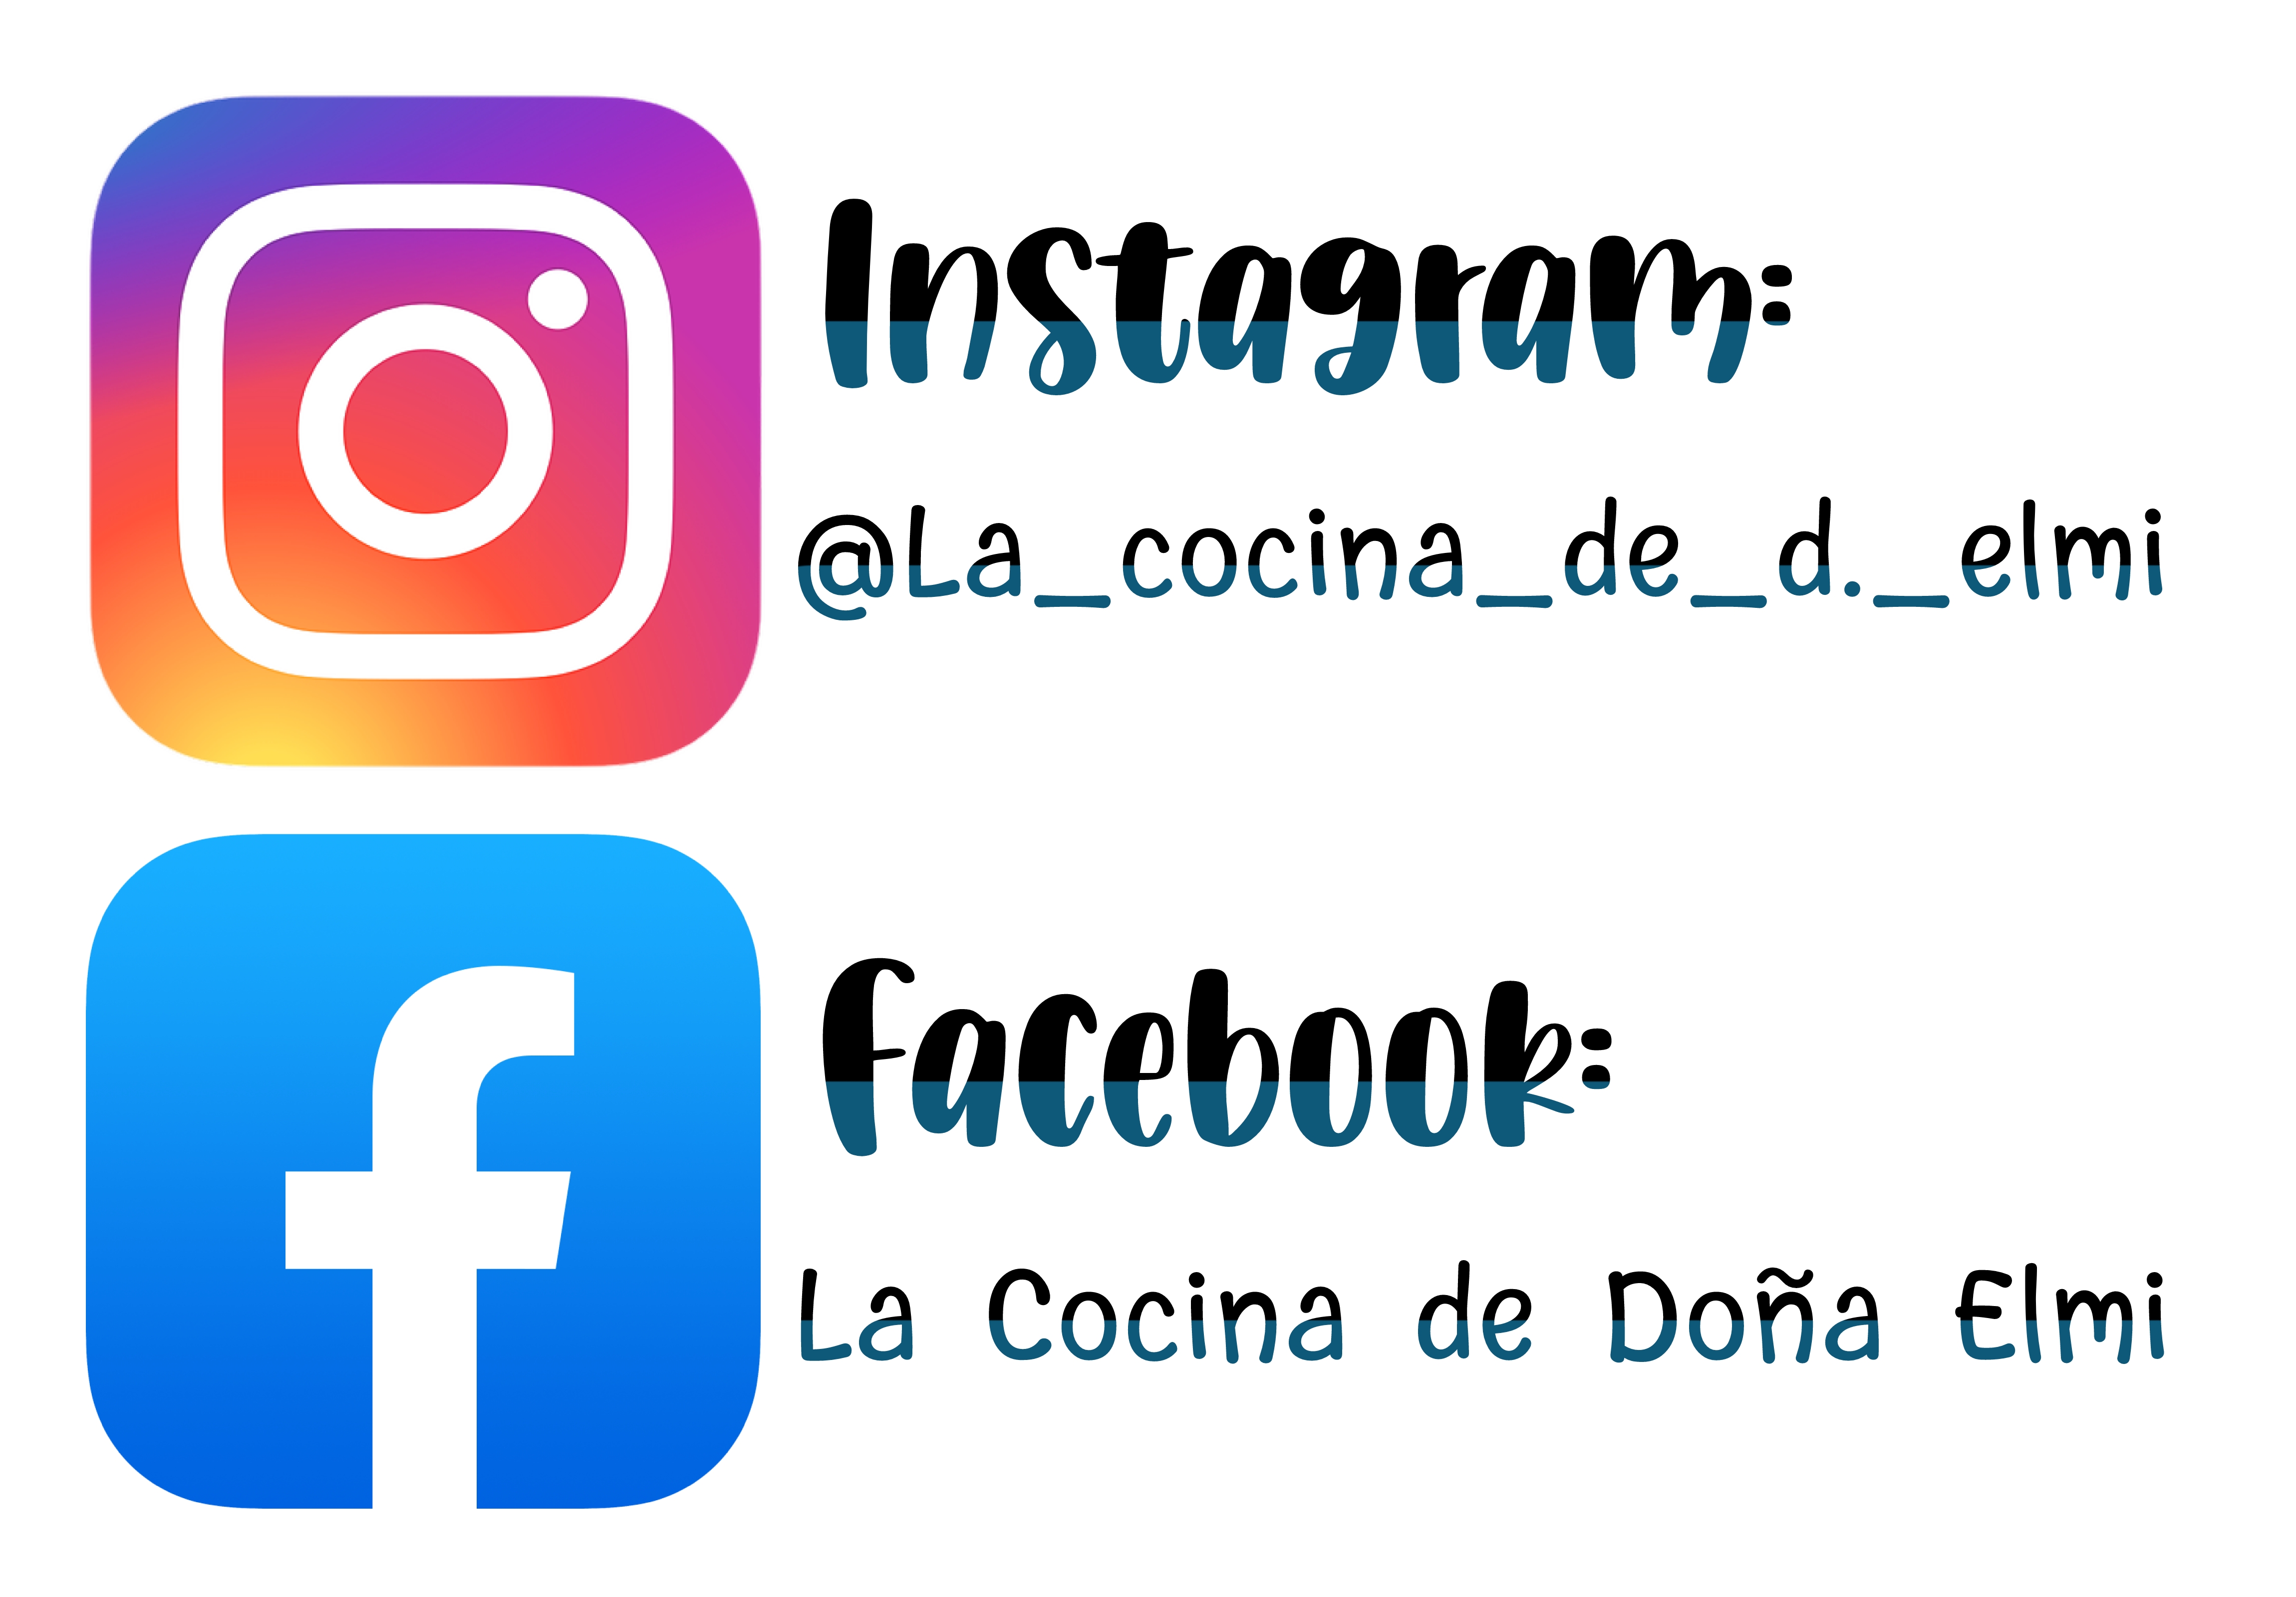 Instagram:
@La_cocina_de_d._elmi
Facebook:
La Cocina de Doña Elmi